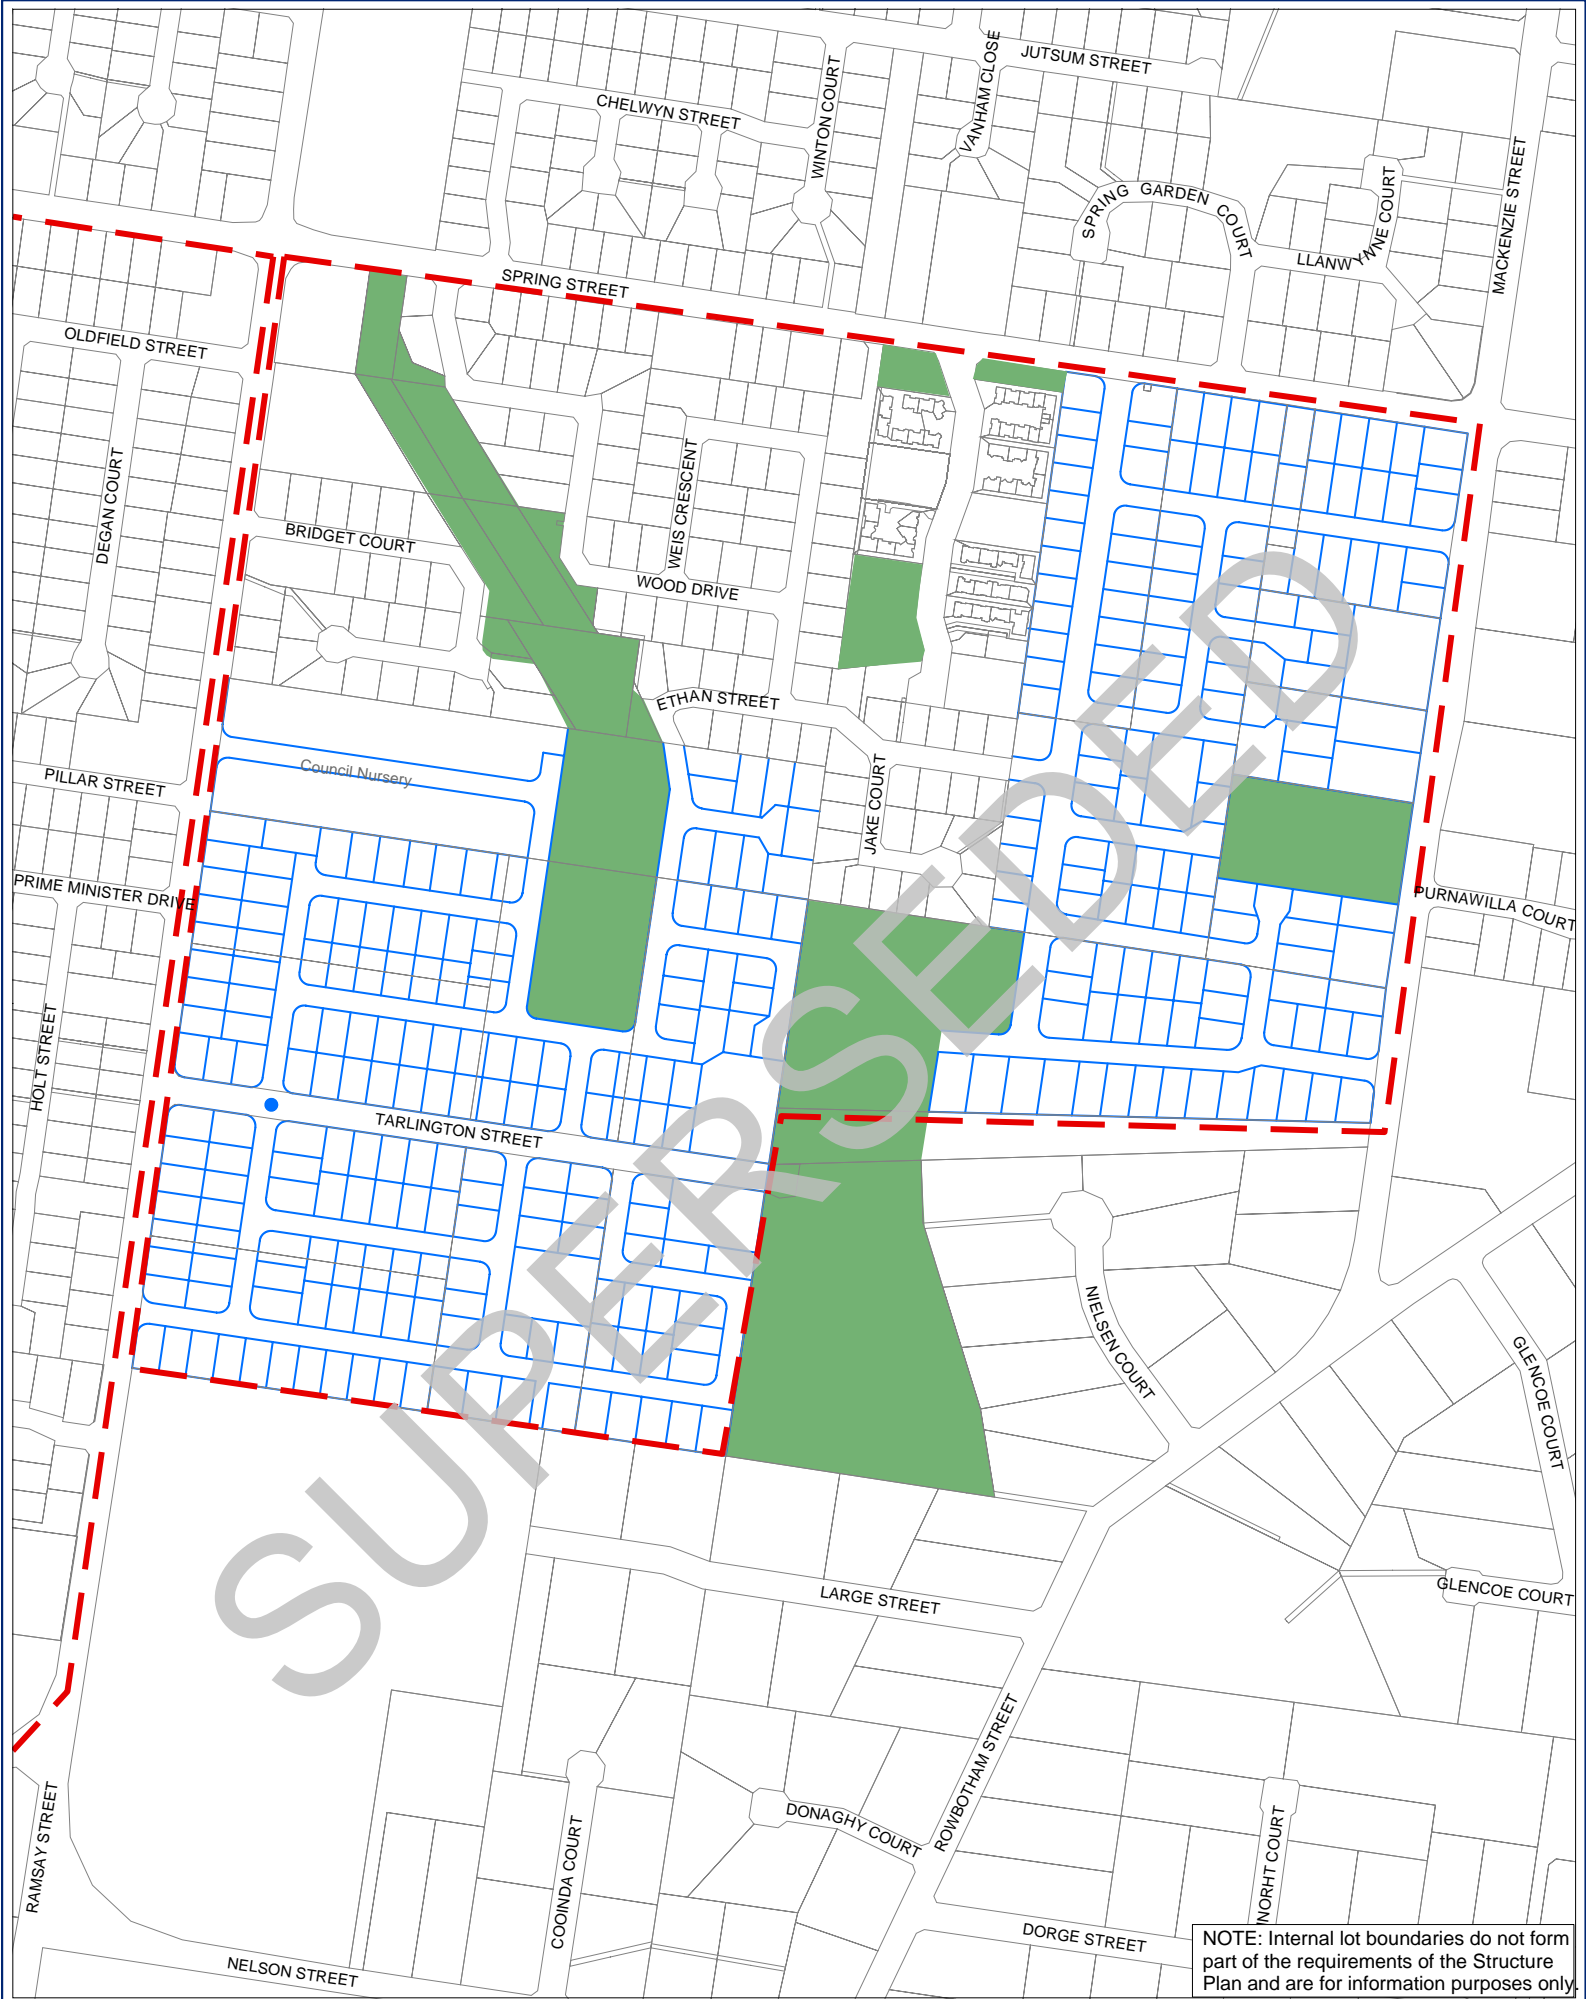 JUTSUM STREET
VANHAM CLOSE
WINTON COURT
CHELWYN STREET
MACKENZIE STREET
SPRING GARDEN COURT
LLANWYNNE COURT
SPRING STREET
OLDFIELD STREET
DEGAN COURT
WEIS CRESCENT
BRIDGET COURT
WOOD DRIVE
ETHAN STREET
Council Nursery
PILLAR STREET
JAKE COURT
PRIME MINISTER DRIVE
PURNAWILLA COURT
HOLT STREET
TARLINGTON STREET
SUPERSEDED
NIELSEN COURT
GLENCOE COURT
GLENCOE COURT
LARGE STREET
ROWBOTHAM STREET
RAMSAY STREET
DONAGHY COURT
COOINDA COURT
NORHT COURT
DORGE STREET
NELSON STREET
NOTE: Internal lot boundaries do not form
part of the requirements of the Structure
Plan and are for information purposes only.